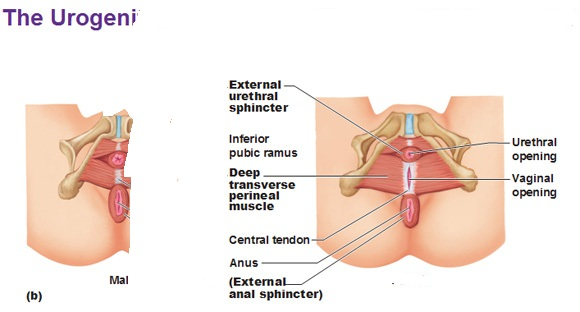 The Urogeni
External
urethral
sphincter
Inferior
pubic ramus
Deep
transverse
perineal
muscle
Central tendon
Anus
(External
anal sphincter)
Urethral
opening
Vaginal
opening
Mal
(b)